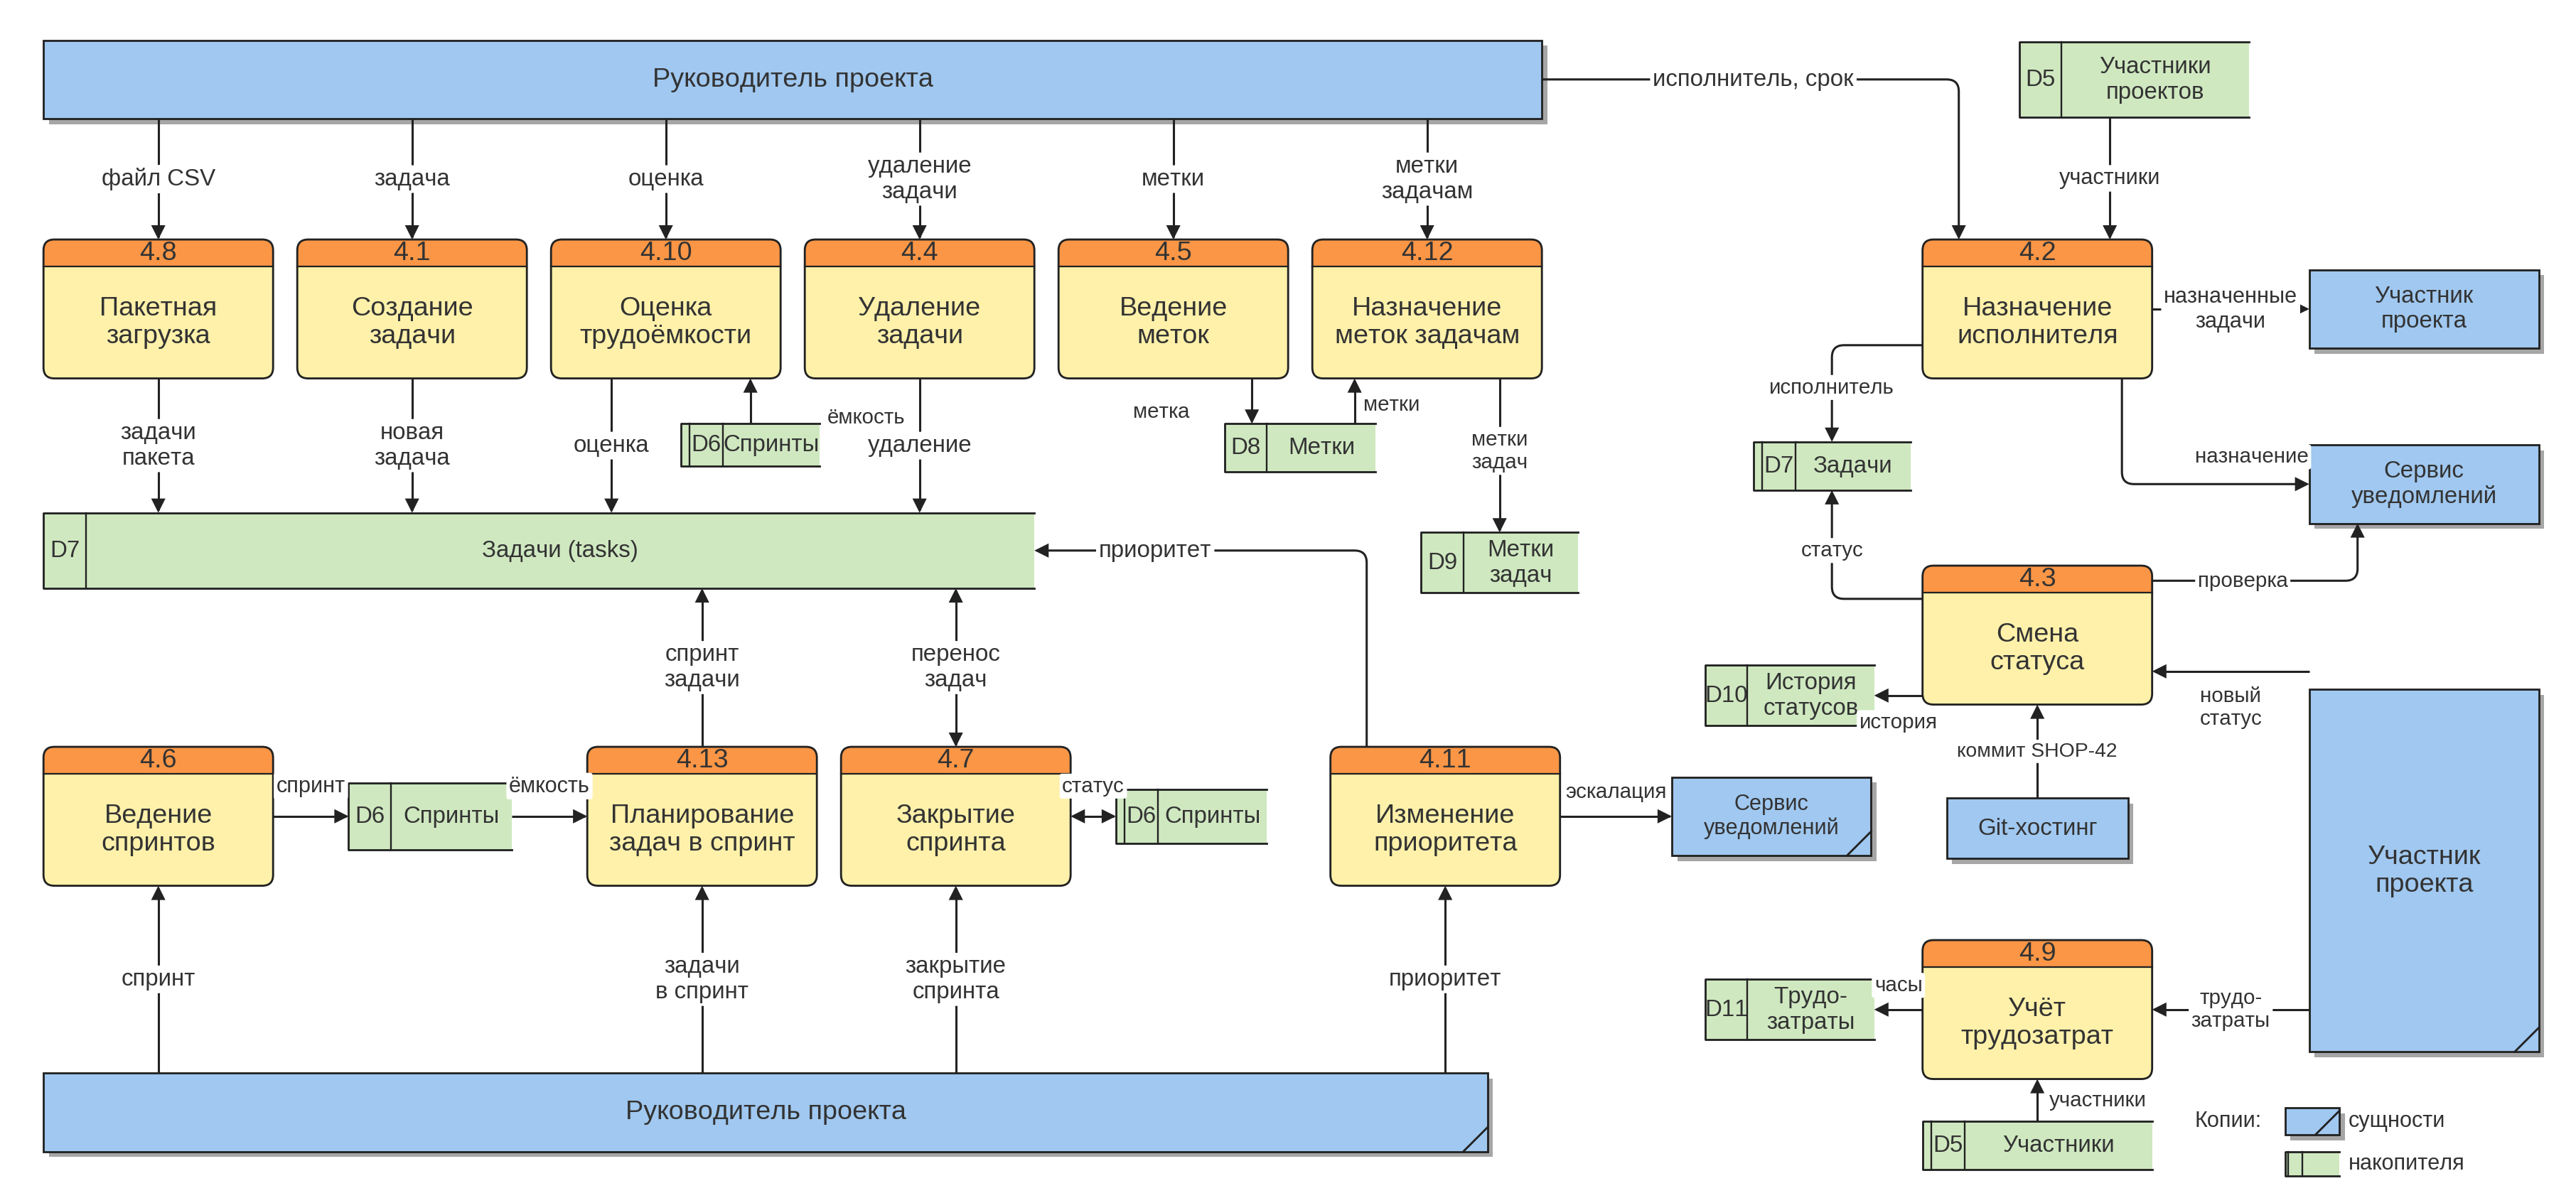 Руководитель проекта
исполнитель, срок
D5
Участники
проектов
файл CSV
задача
оценка
удаление
задачи
метки
метки
задачам
участники
4.8
Пакетная
загрузка
4.1
Создание
задачи
4.10
Оценка
трудоёмкости
4.4
Удаление
задачи
4.5
Ведение
меток
4.12
Назначение
меток задачам
4.2
Назначение
исполнителя
назначенные
задачи
Участник
проекта
исполнитель
задачи
пакета
новая
задача
оценка
D6
Спринты
ёмкость
удаление
метка
D8
Метки
метки
метки
задач
D7
Задачи
назначение
Сервис
уведомлений
D7
Задачи (tasks)
приоритет
D9
Метки
задач
статус
4.3
Смена
статуса
проверка
спринт
задачи
перенос
задач
D10
История
статусов
история
новый
статус
коммит SHOP-42
4.6
Ведение
спринтов
спринт
D6
Спринты
ёмкость
4.13
Планирование
задач в спринт
4.7
Закрытие
спринта
статус
D6
Спринты
4.11
Изменение
приоритета
эскалация
Сервис
уведомлений
Git-хостинг
Участник
проекта
спринт
задачи
в спринт
закрытие
спринта
приоритет
4.9
Учёт
трудозатрат
D11
Трудо-
затраты
часы
трудо-
затраты
Руководитель проекта
участники
D5
Участники
Копии:
сущности
накопителя